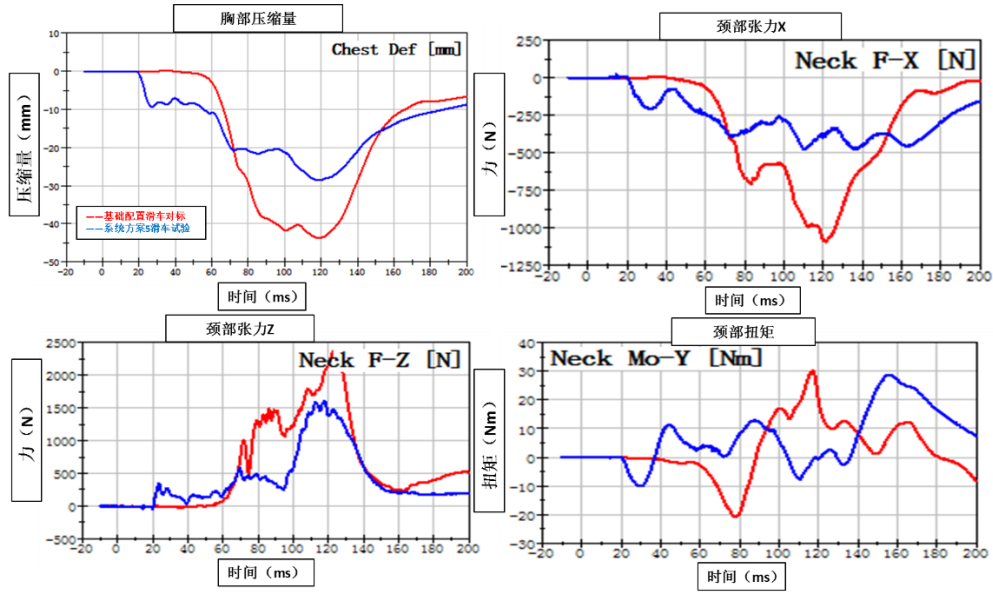 胸部压缩量
Chest Def [mm]
压缩量（mm）
10
0
-10
-20
-30
-40
-50
——基础配置滑车对标
——系统方案S滑车试验
-20 0 20 40 60 80 100 120 140 160 180 200
时间（ms）
颈部张力X
Neck F-X [N]
力（N）
250
0
-250
-500
-750
-1000
-1250
-20 0 20 40 60 80 100 120 140 160 180 200
时间（ms）
颈部张力Z
Neck F-Z [N]
力（N）
2500
2000
1500
1000
500
0
-500
-20 0 20 40 60 80 100 120 140 160 180 200
时间（ms）
颈部扭矩
Neck Mo-Y [Nm]
扭矩（Nm）
40
30
20
10
0
-10
-20
-30
-20 0 20 40 60 80 100 120 140 160 180 200
时间（ms）